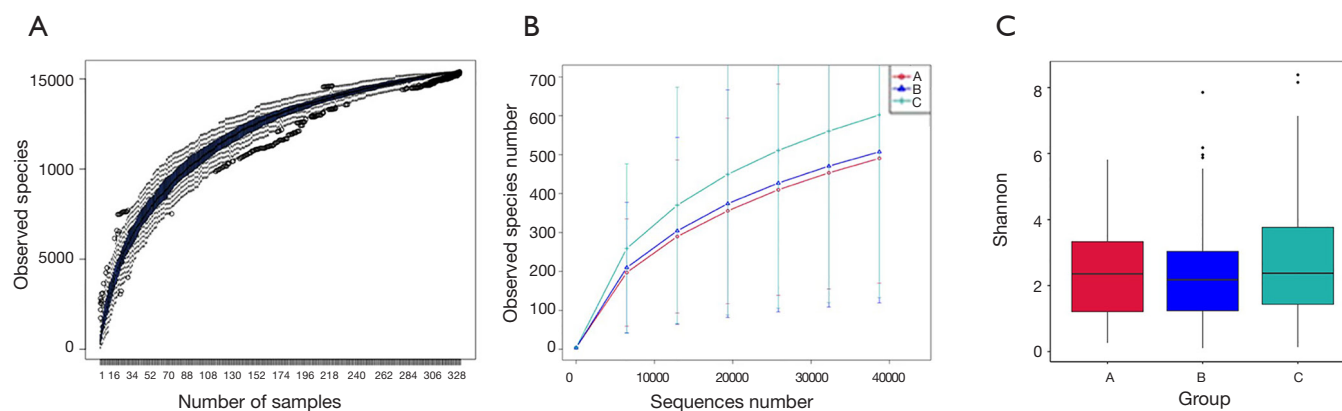 A
Observed species
15000
1000
5000
0
1 16 34 52 70 88 108 130 152 174 196 218 240 262 284 306 328
Number of samples
B
Observed species number
700
600
500
400
300
200
100
0
A
B
C
0 10000 20000 30000 40000
Sequences number
C
Shannon
8
6
4
2
0
A B C
Group